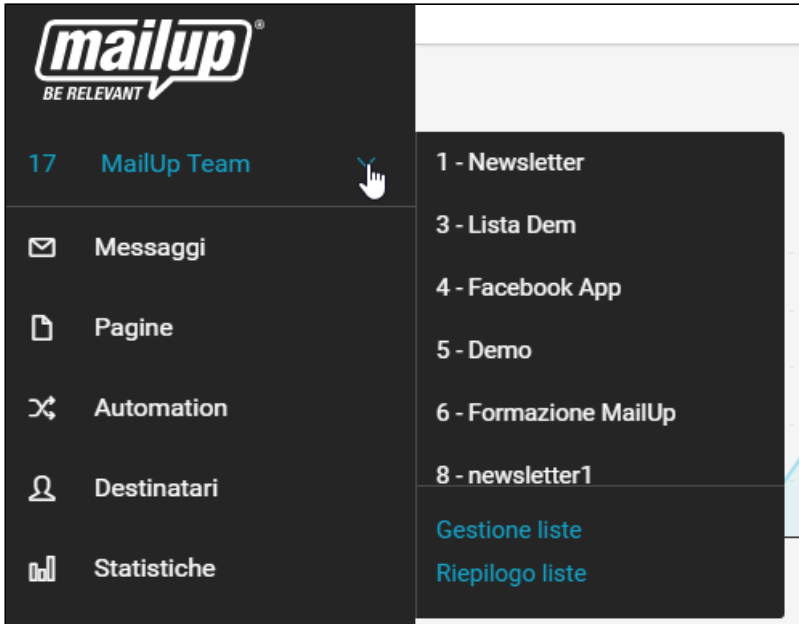 mailup®
BE RELEVANT
17 MailUp Team
Messaggi
Pagine
Automation
Destinatari
Statistiche
1 - Newsletter
3 - Lista Dem
4 - Facebook App
5 - Demo
6 - Formazione MailUp
8 - newsletter1
Gestione liste
Riepilogo liste